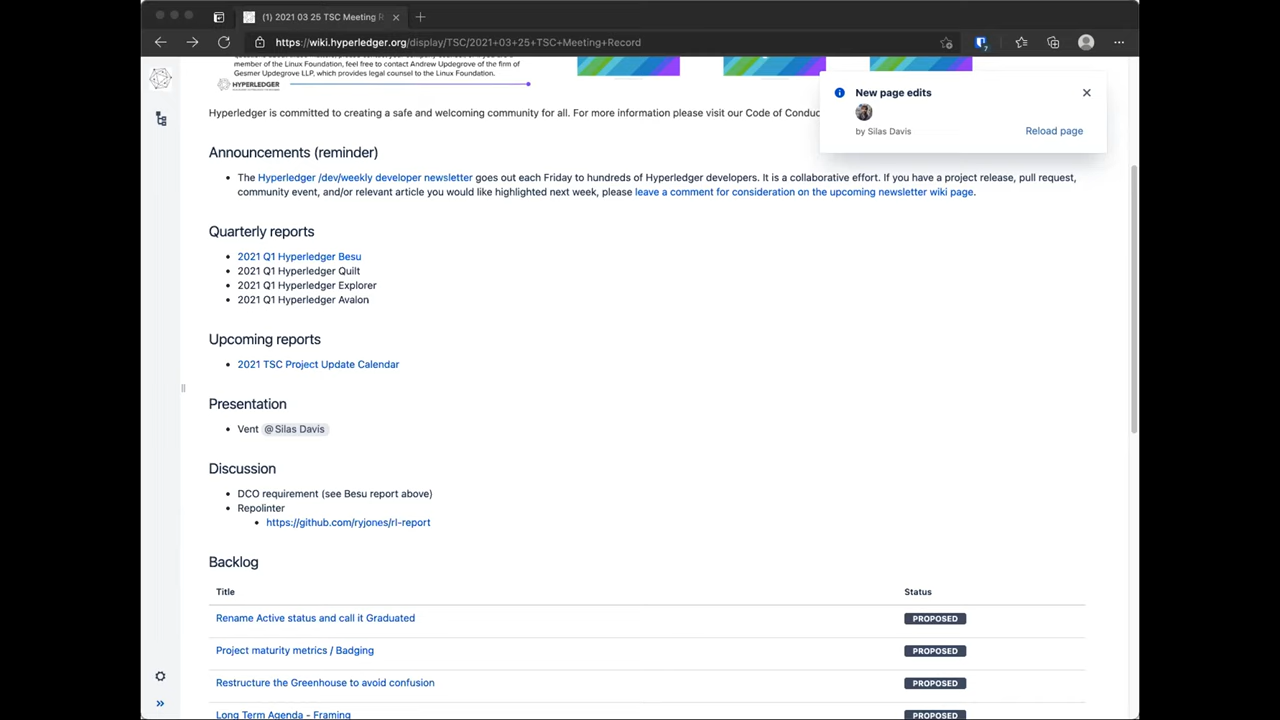 (1) 2021 03 25 TSC Meeting R
https://wiki.hyperledger.org/display/TSC/2021+03+25+TSC+Meeting+Record
member of the Linux Foundation, feel free to contact Andrew Updegrove of the firm of
Gesmer Updegrove LLP, which provides legal counsel to the Linux Foundation.
HYPERLEDGER
New page edits
by Silas Davis
Reload page
Hyperledger is committed to creating a safe and welcoming community for all. For more information please visit our Code of Conduc
Announcements (reminder)
The Hyperledger /dev/weekly developer newsletter goes out each Friday to hundreds of Hyperledger developers. It is a collaborative effort. If you have a project release, pull request,
community event, and/or relevant article you would like highlighted next week, please leave a comment for consideration on the upcoming newsletter wiki page.
Quarterly reports
2021 Q1 Hyperledger Besu
2021 Q1 Hyperledger Quilt
2021 Q1 Hyperledger Explorer
2021 Q1 Hyperledger Avalon
Upcoming reports
2021 TSC Project Update Calendar
Presentation
Vent @Silas Davis
Discussion
DCO requirement (see Besu report above)
Repolinter
https://github.com/ryjones/rl-report
Backlog
Title Status
Rename Active status and call it Graduated PROPOSED
Project maturity metrics / Badging PROPOSED
Restructure the Greenhouse to avoid confusion PROPOSED
Long Term Agenda - Framing PROPOSED